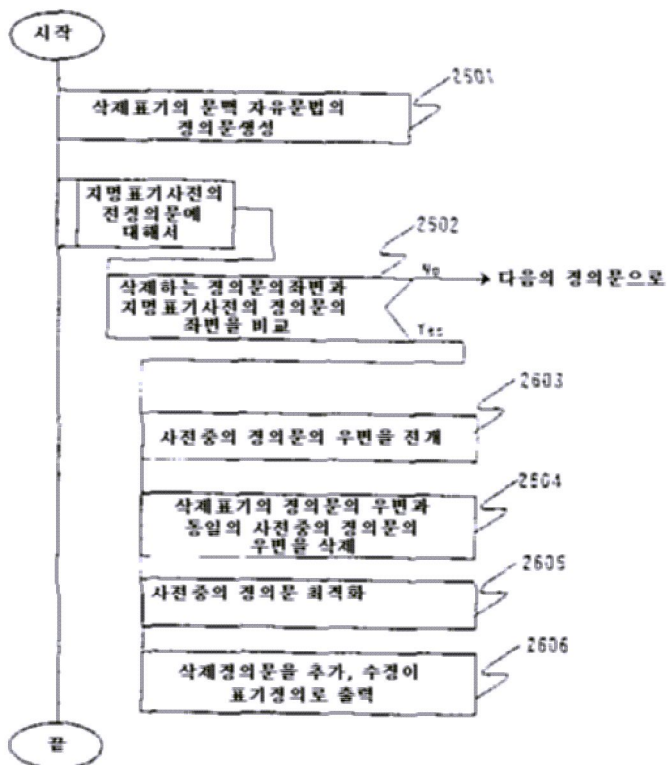 시작
2501
삭제표기의 문맥 자유문법의
정의문생성
지명표기사전의
전정의문에
대해서
2502
No
다음의 정의문으로
삭제하는 정의문의좌변과
지명표기사전의 정의문의
좌변을 비교
Yes
2603
사전중의 정의문의 우변을 전개
2504
삭제표기의 정의문의 우변과
동일의 사전중의 정의문의
우변을 삭제
2605
사전중의 정의문 최적화
2606
삭제정의문을 추가, 수정이
표기정의로 출력
끝